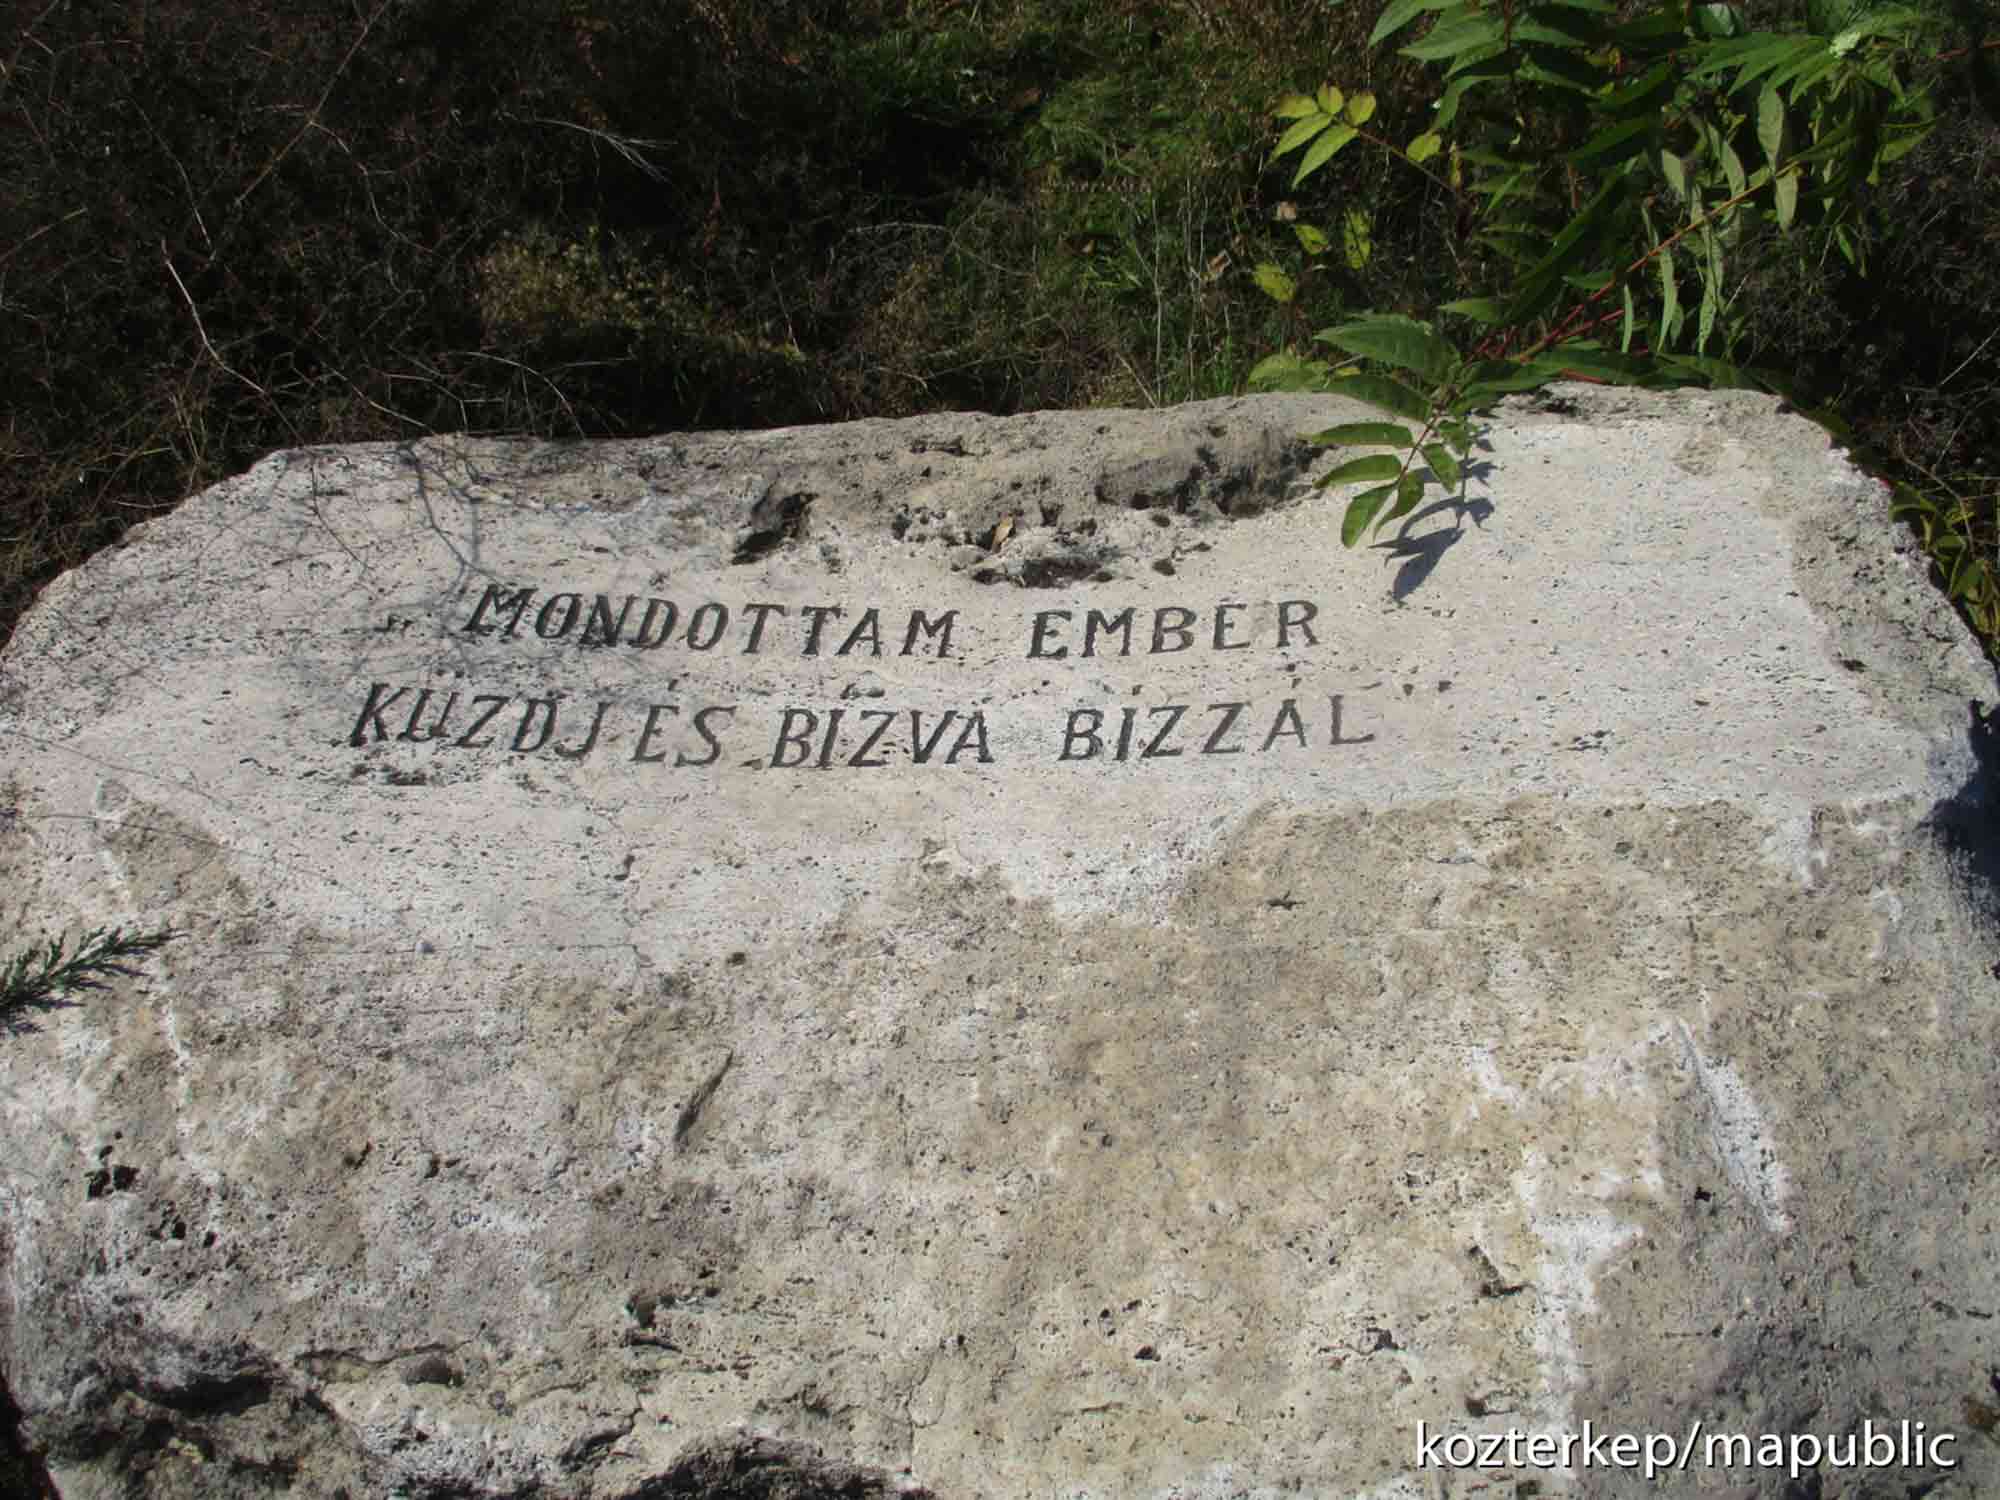 „MONDOTTAM EMBER
KÜZDJ ÉS BÍZVA BÍZZÁL"
kozterkep/mapublic